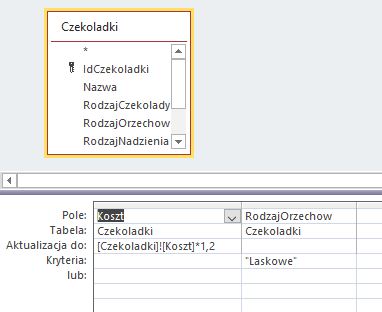 Czekoladki
*
IdCzekoladki
Nazwa
RodzajCzekolady
RodzajOrzechow
RodzajNadzienia
Pole: Koszt RodzajOrzechow
Tabela: Czekoladki Czekoladki
Aktualizacja do: [Czekoladki]![Koszt]*1,2
Kryteria: "Laskowe"
lub: